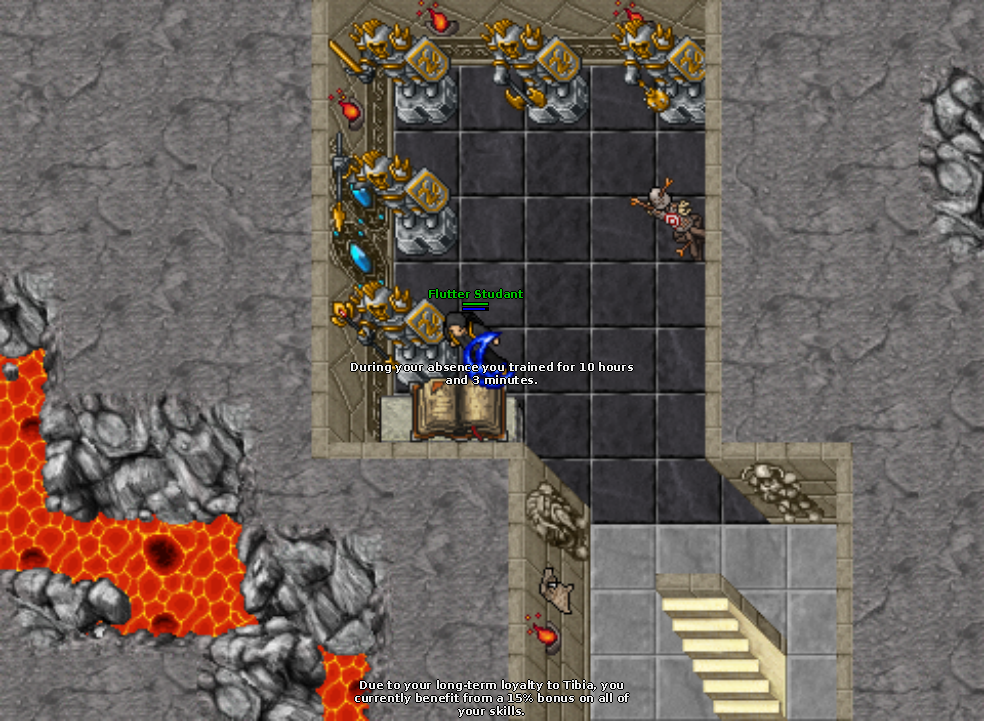 Flutter Studant
During your absence you trained for 10 hours
and 3 minutes.
Due to your long-term loyalty to Tibia, you
currently benefit from a 15% bonus on all of
your skills.